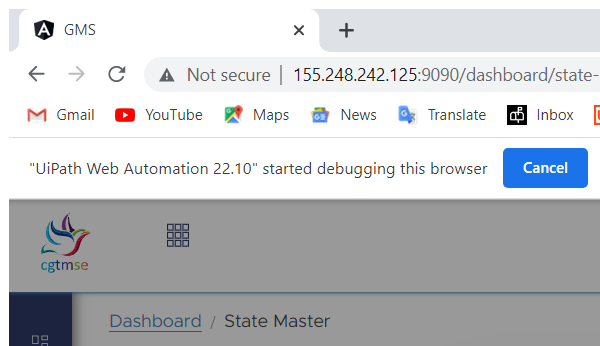 GMS
Not secure | 155.248.242.125:9090/dashboard/state-
Gmail YouTube Maps News Translate Inbox
"UiPath Web Automation 22.10" started debugging this browser Cancel
cgtmse
Dashboard / State Master